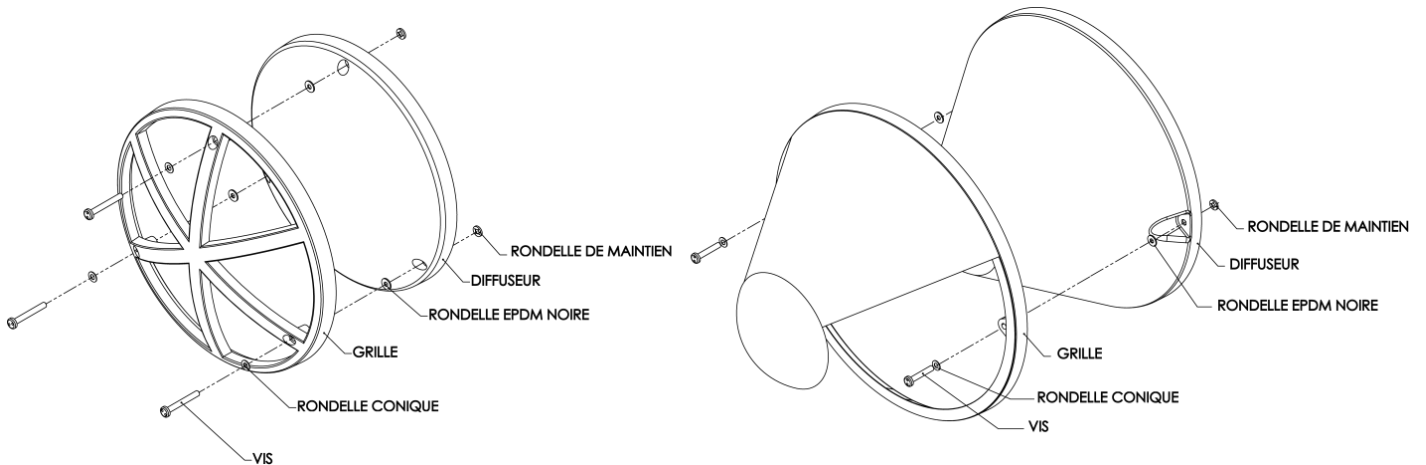 RONDELLE DE MAINTIEN
DIFFUSEUR
RONDELLE EPDM NOIRE
GRILLE
RONDELLE CONIQUE
VIS
RONDELLE DE MAINTIEN
DIFFUSEUR
RONDELLE EPDM NOIRE
GRILLE
RONDELLE CONIQUE
VIS